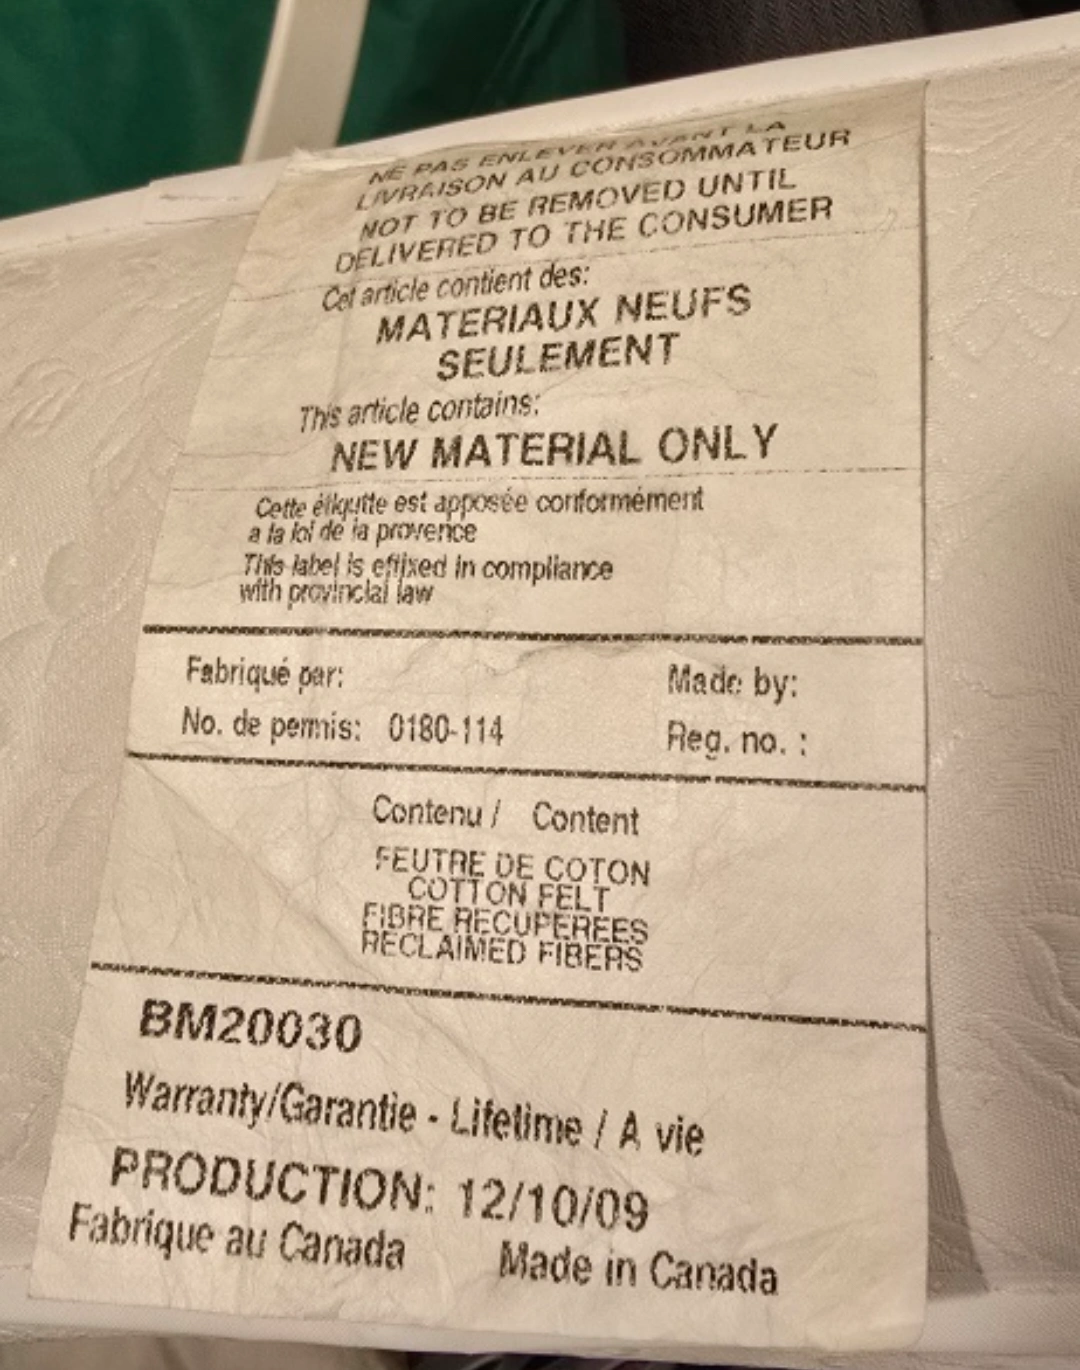 NE PAS ENLEVER AVANT LA
LIVRAISON AU CONSOMMATEUR
NOT TO BE REMOVED UNTIL
DELIVERED TO THE CONSUMER
Cet article contient des:
MATERIAUX NEUFS
SEULEMENT
This article contains:
NEW MATERIAL ONLY
Cette étiqutte est apposée conformément
a la loi de la provence
This label is effixed in compliance
with provincial law
Fabriqué par: Made by:
No. de permis: 0180-114 Reg. no. :
Contenu / Content
FEUTRE DE COTON
COTTON FELT
FIBRE RECUPEREES
RECLAIMED FIBERS
BM20030
Warranty/Garantie - Lifetime / A vie
PRODUCTION: 12/10/09
Fabrique au Canada Made in Canada